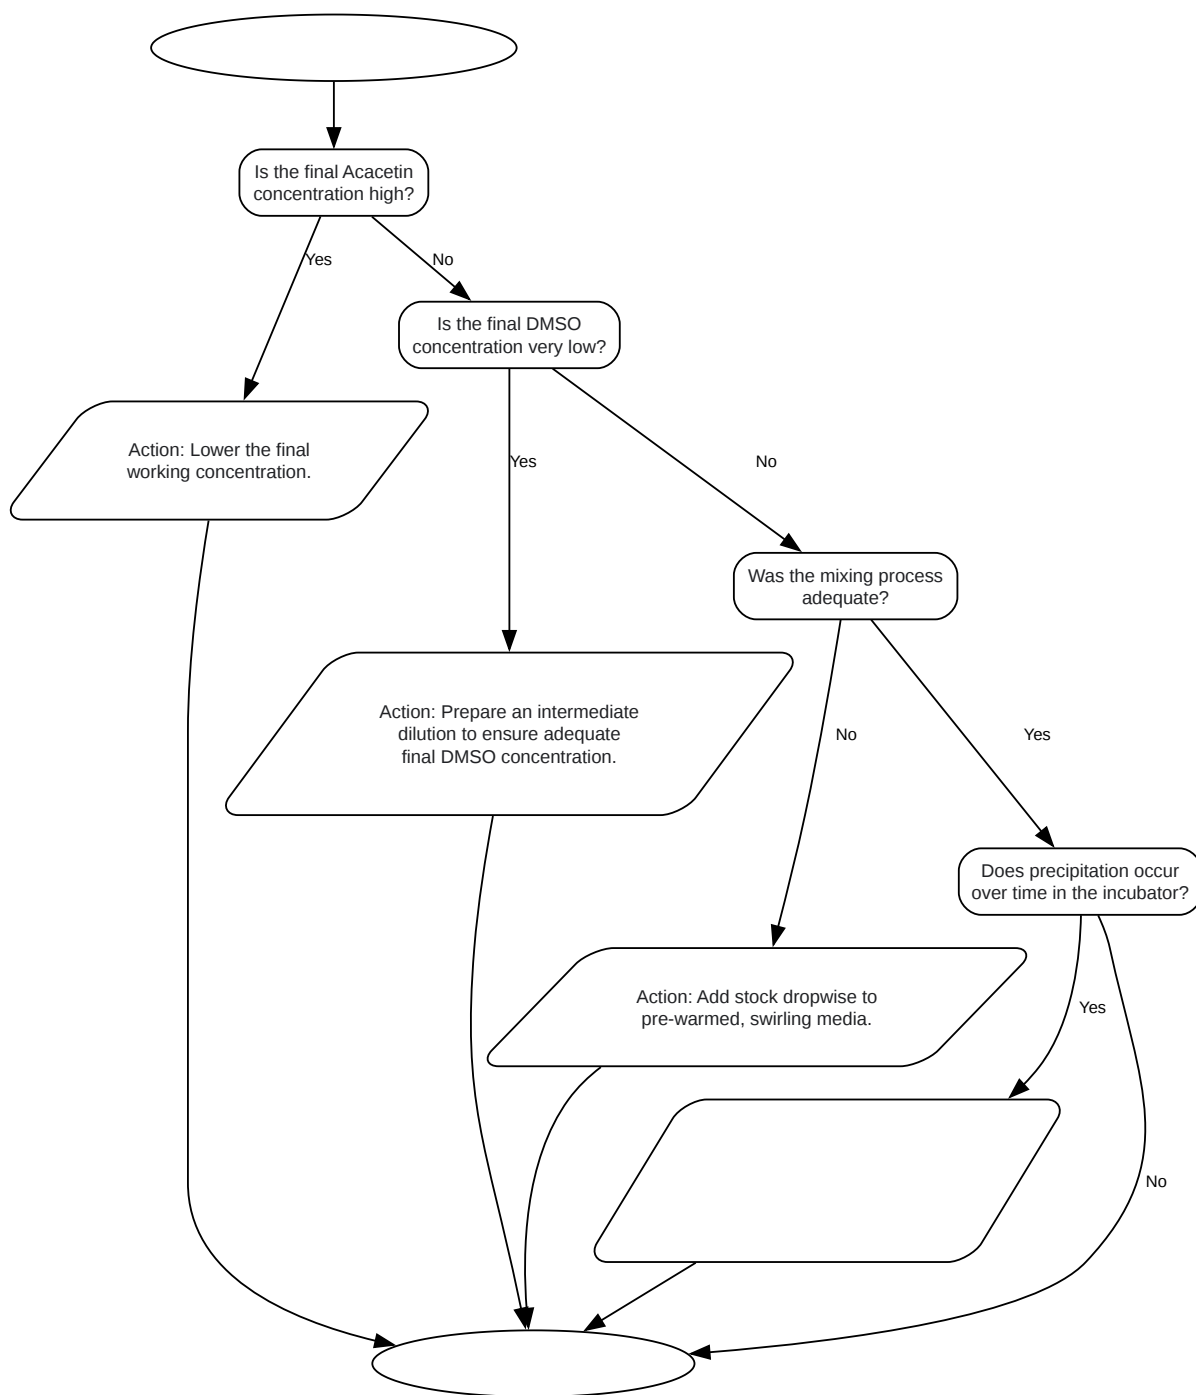 Is the final Acacetin
concentration high?
Yes
No
Is the final DMSO
concentration very low?
Action: Lower the final
working concentration.
Yes
No
Was the mixing process
adequate?
Action: Prepare an intermediate
dilution to ensure adequate
final DMSO concentration.
No
Yes
Does precipitation occur
over time in the incubator?
Action: Add stock dropwise to
pre-warmed, swirling media.
Yes
No